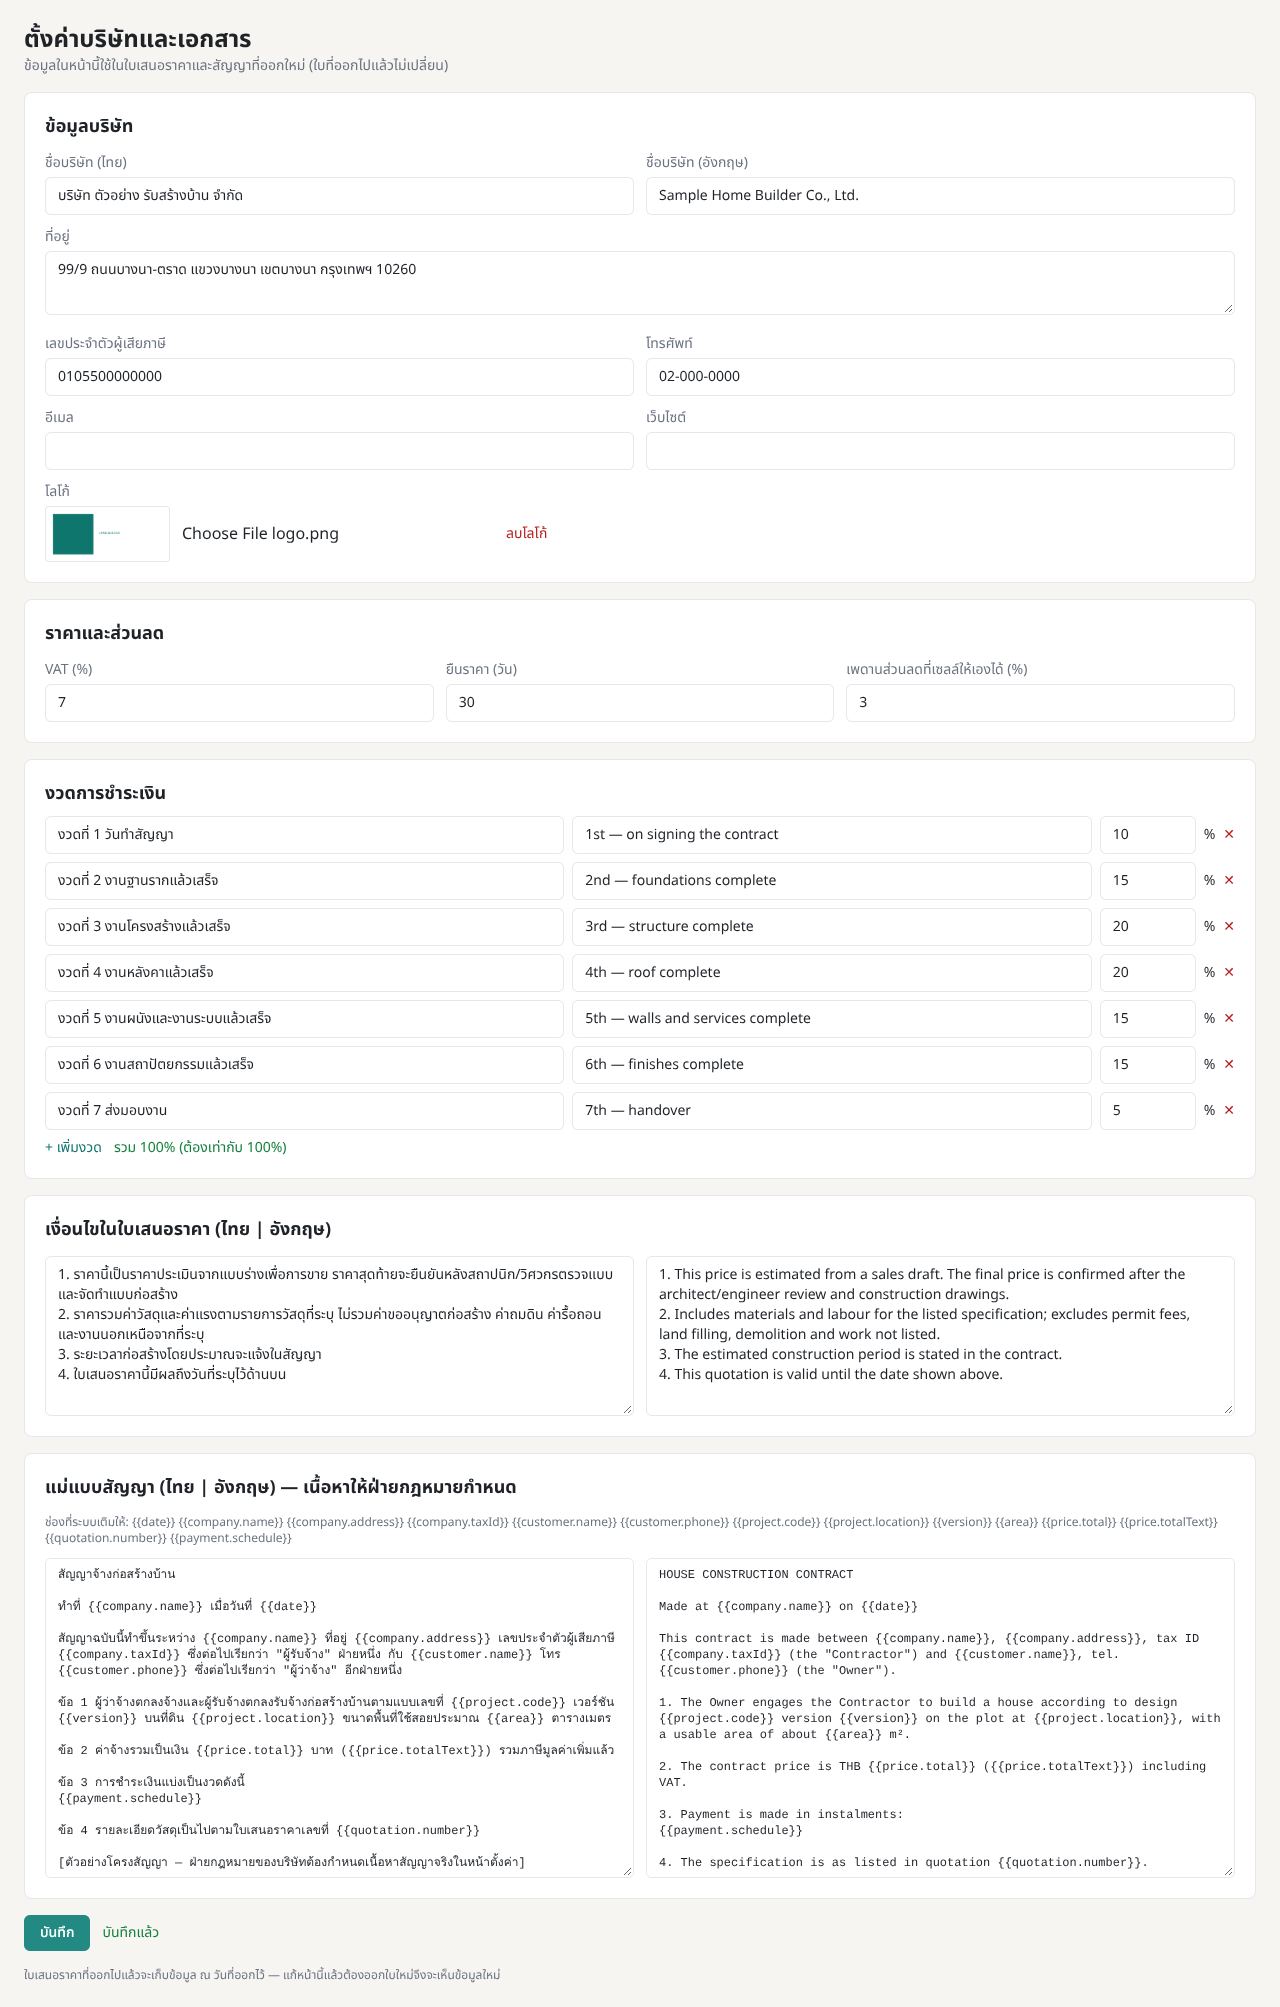 ตั้งค่าบริษัทและเอกสาร
ข้อมูลในหน้านี้ใช้ในใบเสนอราคาและสัญญาที่ออกใหม่ (ใบที่ออกไปแล้วไม่เปลี่ยน)
ข้อมูลบริษัท
ชื่อบริษัท (ไทย)
ชื่อบริษัท (อังกฤษ)
บริษัท ตัวอย่าง รับสร้างบ้าน จำกัด
Sample Home Builder Co., Ltd.
ที่อยู่
99/9 ถนนบางนา-ตราด แขวงบางนา เขตบางนา กรุงเทพฯ 10260
เลขประจำตัวผู้เสียภาษี
โทรศัพท์
0105500000000
02-000-0000
อีเมล
เว็บไซต์
โลโก้
Choose File logo.png
ลบโลโก้
ราคาและส่วนลด
VAT (%)
ยืนราคา (วัน)
เพดานส่วนลดที่เซลล์ให้เองได้ (%)
7
30
3
งวดการชำระเงิน
งวดที่ 1 วันทำสัญญา
1st — on signing the contract
10
% ✕
งวดที่ 2 งานฐานรากแล้วเสร็จ
2nd — foundations complete
15
% ✕
งวดที่ 3 งานโครงสร้างแล้วเสร็จ
3rd — structure complete
20
% ✕
งวดที่ 4 งานหลังคาแล้วเสร็จ
4th — roof complete
20
% ✕
งวดที่ 5 งานผนังและงานระบบแล้วเสร็จ
5th — walls and services complete
15
% ✕
งวดที่ 6 งานสถาปัตยกรรมแล้วเสร็จ
6th — finishes complete
15
% ✕
งวดที่ 7 ส่งมอบงาน
7th — handover
5
% ✕
+ เพิ่มงวด
รวม 100% (ต้องเท่ากับ 100%)
เงื่อนไขในใบเสนอราคา (ไทย | อังกฤษ)
1. ราคานี้เป็นราคาประเมินจากแบบร่างเพื่อการขาย ราคาสุดท้ายจะยืนยันหลังสถาปนิก/วิศวกรตรวจแบบ
และจัดทำแบบก่อสร้าง
2. ราคารวมค่าวัสดุและค่าแรงตามรายการวัสดุที่ระบุ ไม่รวมค่าขออนุญาตก่อสร้าง ค่าถมดิน ค่ารื้อถอน
และงานนอกเหนือจากที่ระบุ
3. ระยะเวลาก่อสร้างโดยประมาณจะแจ้งในสัญญา
4. ใบเสนอราคานี้มีผลถึงวันที่ระบุไว้ด้านบน
1. This price is estimated from a sales draft. The final price is confirmed after the
architect/engineer review and construction drawings.
2. Includes materials and labour for the listed specification; excludes permit fees,
land filling, demolition and work not listed.
3. The estimated construction period is stated in the contract.
4. This quotation is valid until the date shown above.
แม่แบบสัญญา (ไทย | อังกฤษ) — เนื้อหาให้ฝ่ายกฎหมายกำหนด
ช่องที่ระบบเติมให้: {{date}} {{company.name}} {{company.address}} {{company.taxId}} {{customer.name}} {{customer.phone}} {{project.code}} {{project.location}} {{version}} {{area}} {{price.total}} {{price.totalText}}
{{quotation.number}} {{payment.schedule}}
สัญญาจ้างก่อสร้างบ้าน
ทำที่ {{company.name}} เมื่อวันที่ {{date}}
สัญญาฉบับนี้ทำขึ้นระหว่าง {{company.name}} ที่อยู่ {{company.address}} เลขประจำตัวผู้เสียภาษี
{{company.taxId}} ซึ่งต่อไปเรียกว่า "ผู้รับจ้าง" ฝ่ายหนึ่ง กับ {{customer.name}} โทร
{{customer.phone}} ซึ่งต่อไปเรียกว่า "ผู้ว่าจ้าง" อีกฝ่ายหนึ่ง
ข้อ 1 ผู้ว่าจ้างตกลงจ้างและผู้รับจ้างตกลงรับจ้างก่อสร้างบ้านตามแบบเลขที่ {{project.code}} เวอร์ชัน
{{version}} บนที่ดิน {{project.location}} ขนาดพื้นที่ใช้สอยประมาณ {{area}} ตารางเมตร
ข้อ 2 ค่าจ้างรวมเป็นเงิน {{price.total}} บาท ({{price.totalText}}) รวมภาษีมูลค่าเพิ่มแล้ว
ข้อ 3 การชำระเงินแบ่งเป็นงวดดังนี้
{{payment.schedule}}
ข้อ 4 รายละเอียดวัสดุเป็นไปตามใบเสนอราคาเลขที่ {{quotation.number}}
[ตัวอย่างโครงสัญญา — ฝ่ายกฎหมายของบริษัทต้องกำหนดเนื้อหาสัญญาจริงในหน้าตั้งค่า]
HOUSE CONSTRUCTION CONTRACT
Made at {{company.name}} on {{date}}
This contract is made between {{company.name}}, {{company.address}}, tax ID
{{company.taxId}} (the "Contractor") and {{customer.name}}, tel.
{{customer.phone}} (the "Owner").
1. The Owner engages the Contractor to build a house according to design
{{project.code}} version {{version}} on the plot at {{project.location}}, with
a usable area of about {{area}} m².
2. The contract price is THB {{price.total}} ({{price.totalText}}) including
VAT.
3. Payment is made in instalments:
{{payment.schedule}}
4. The specification is as listed in quotation {{quotation.number}}.
บันทึก
บันทึกแล้ว
ใบเสนอราคาที่ออกไปแล้วจะเก็บข้อมูล ณ วันที่ออกไว้ — แก้หน้านี้แล้วต้องออกใบใหม่จึงจะเห็นข้อมูลใหม่